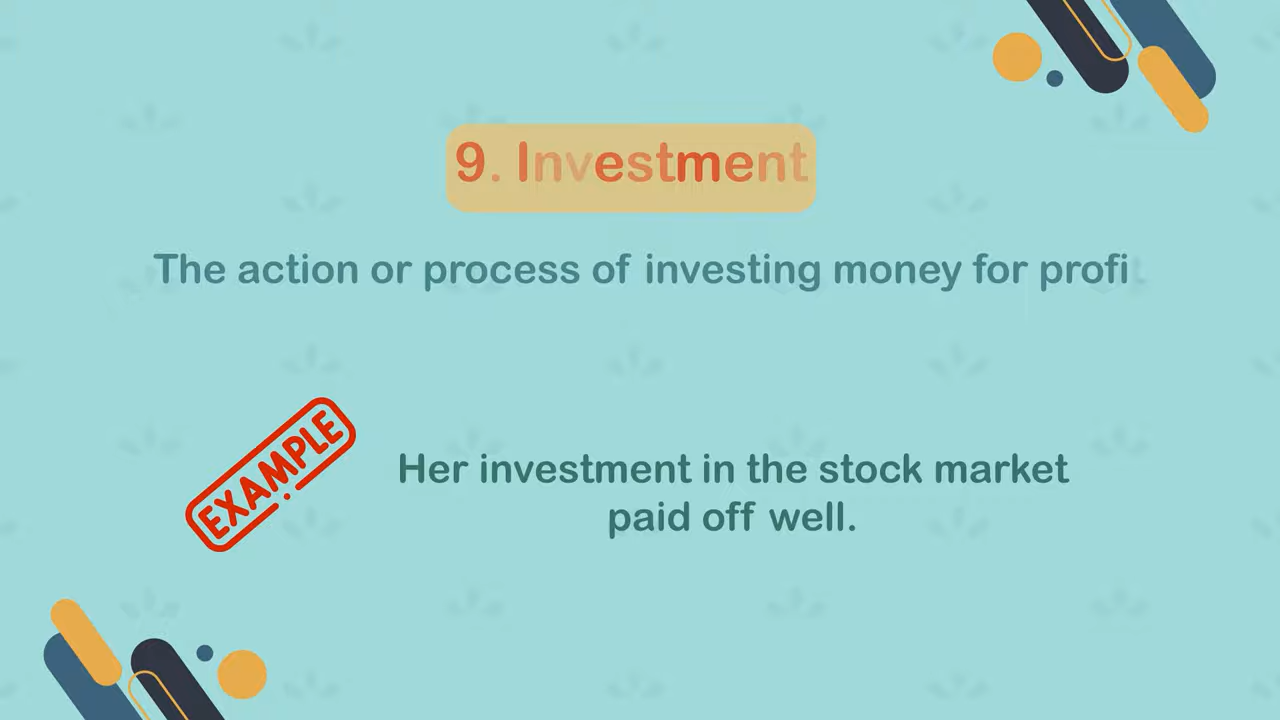 9. Investment
The action or process of investing money for profit
EXAMPLE
Her investment in the stock market
paid off well.